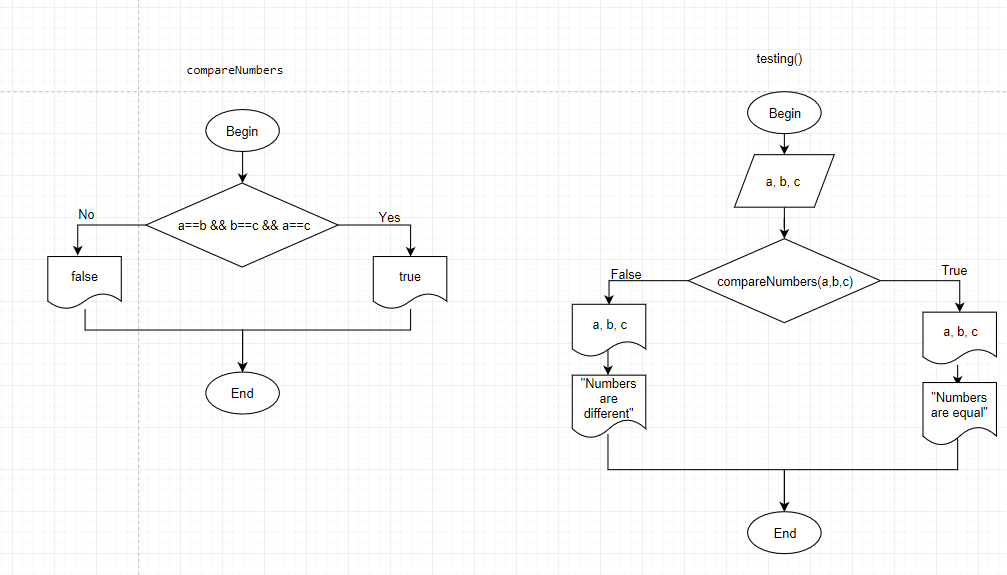 compareNumbers
Begin
a==b && b==c && a==c
No
Yes
false
true
End
testing()
Begin
a, b, c
compareNumbers(a,b,c)
False
True
a, b, c
"Numbers
are
different"
a, b, c
"Numbers
are equal"
End